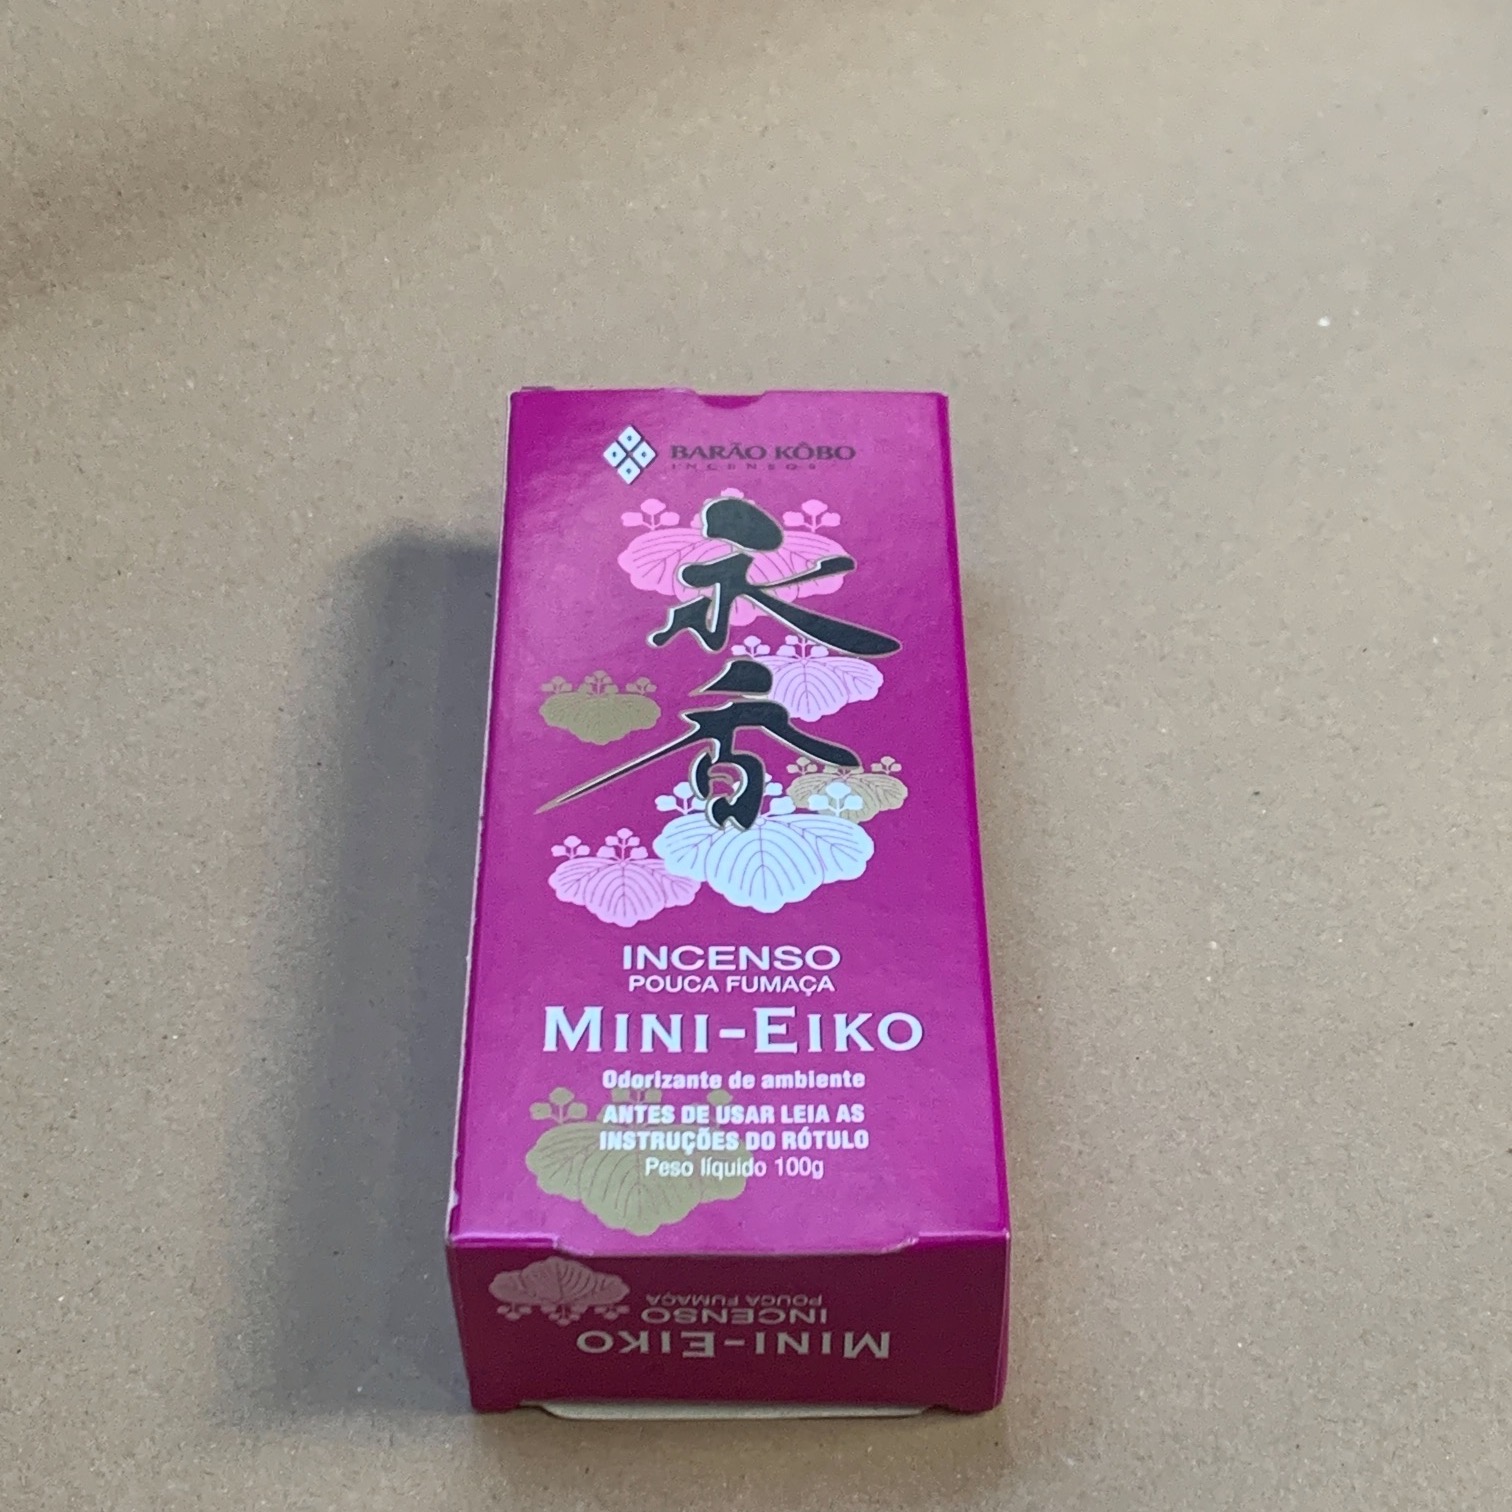 BARÃO KÔBO
INCENSOS
永
香
INCENSO
POUCA FUMAÇA
MINI-EIKO
Odorizante de ambiente
ANTES DE USAR LEIA AS
INSTRUÇÕES DO RÓTULO
Peso líquido 100g
MINI-EIKO
INCENSO
POUCA FUMAÇA